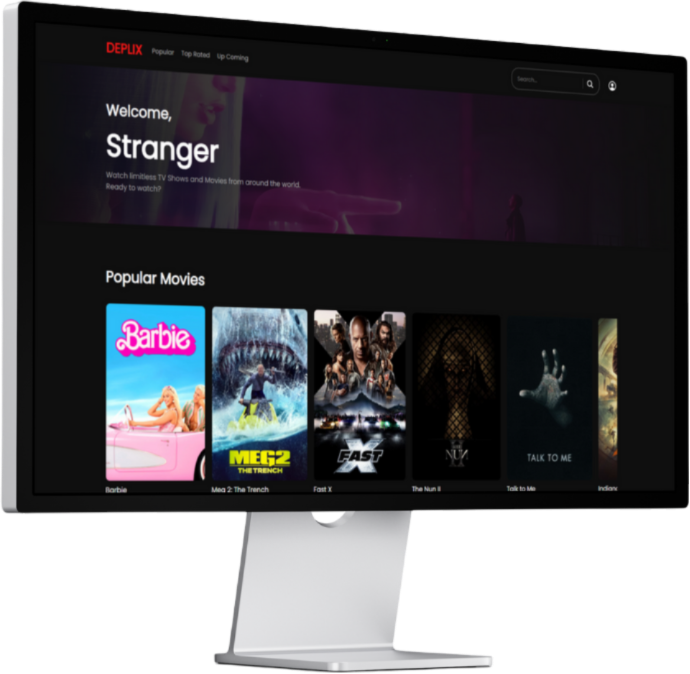 DEPLIX Popular Top Rated Up Coming
Search...
Welcome,
Stranger
Watch limitless TV Shows and Movies from around the world.
Ready to watch?
Popular Movies
Barbie
MEG2
THE TRENCH
FAST X
NUN II
TALK TO ME
Barbie Meg 2: The Trench Fast X The Nun II Talk to Me Indiana